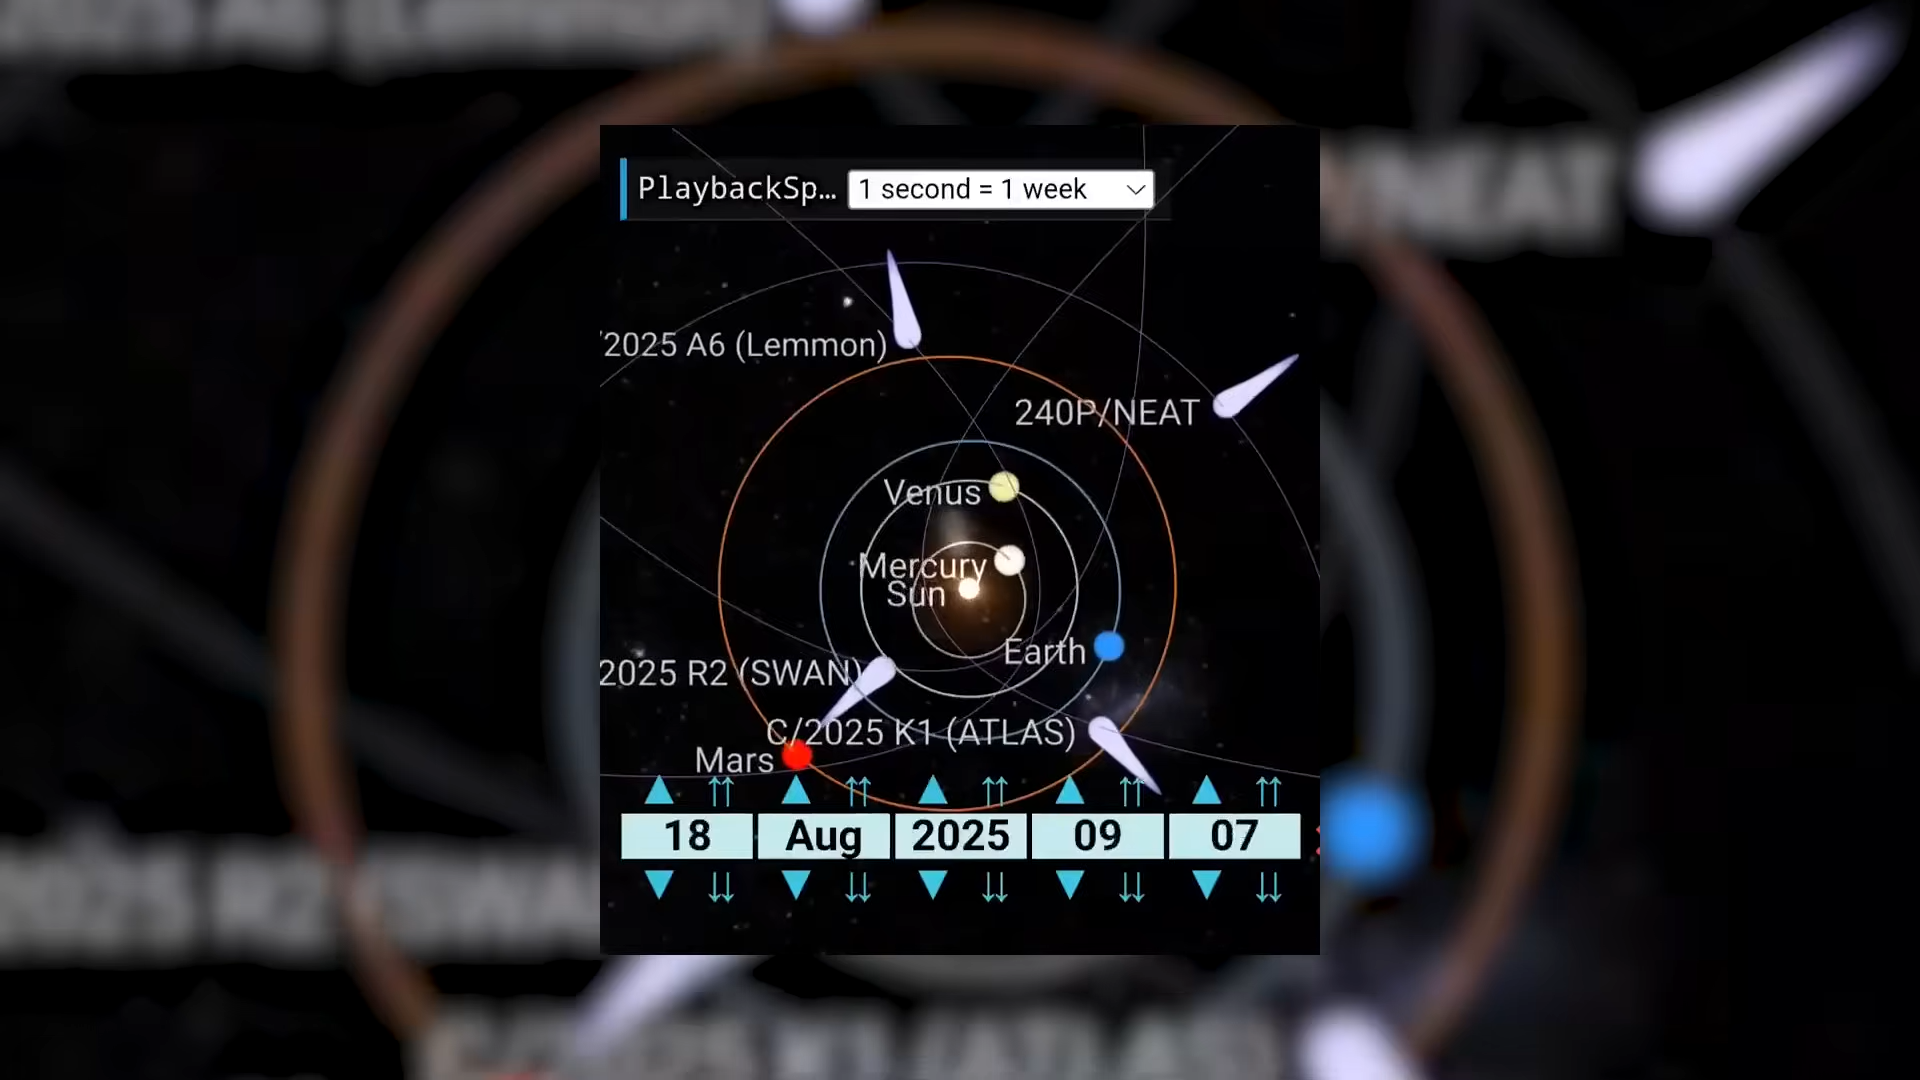 PlaybackSp...
1 second = 1 week
/2025 A6 (Lemmon)
240P/NEAT
Venus
Mercury
Sun
Earth
2025 R2 (SWAN)
C/2025 K1 (ATLAS)
Mars
18 Aug 2025 09 07